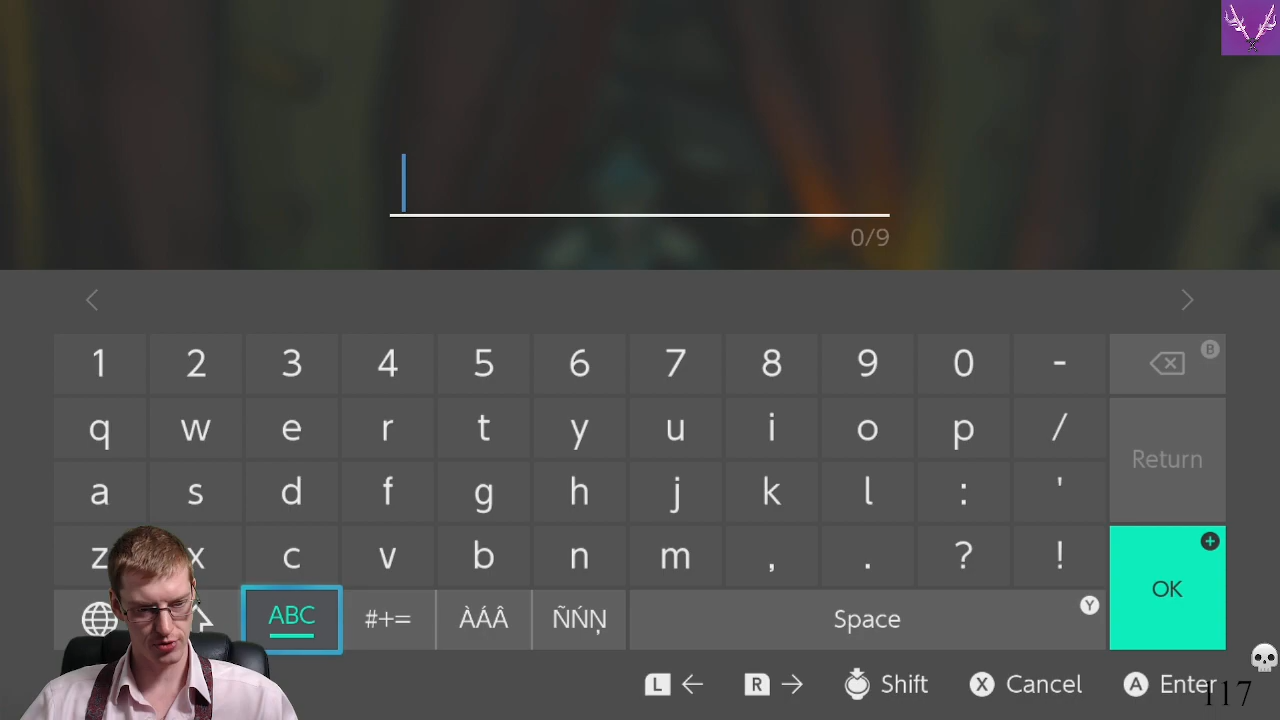 0/9
1 2 3 4 5 6 7 8 9 0 - B
q w e r t y u i o p /
Return
a s d f g h j k l : '
z x c v b n m , . ? ! +
OK
ABC #+= ÀÁÂ ÑŃŅ Space Y
L ← R → Shift X Cancel A Enter
117